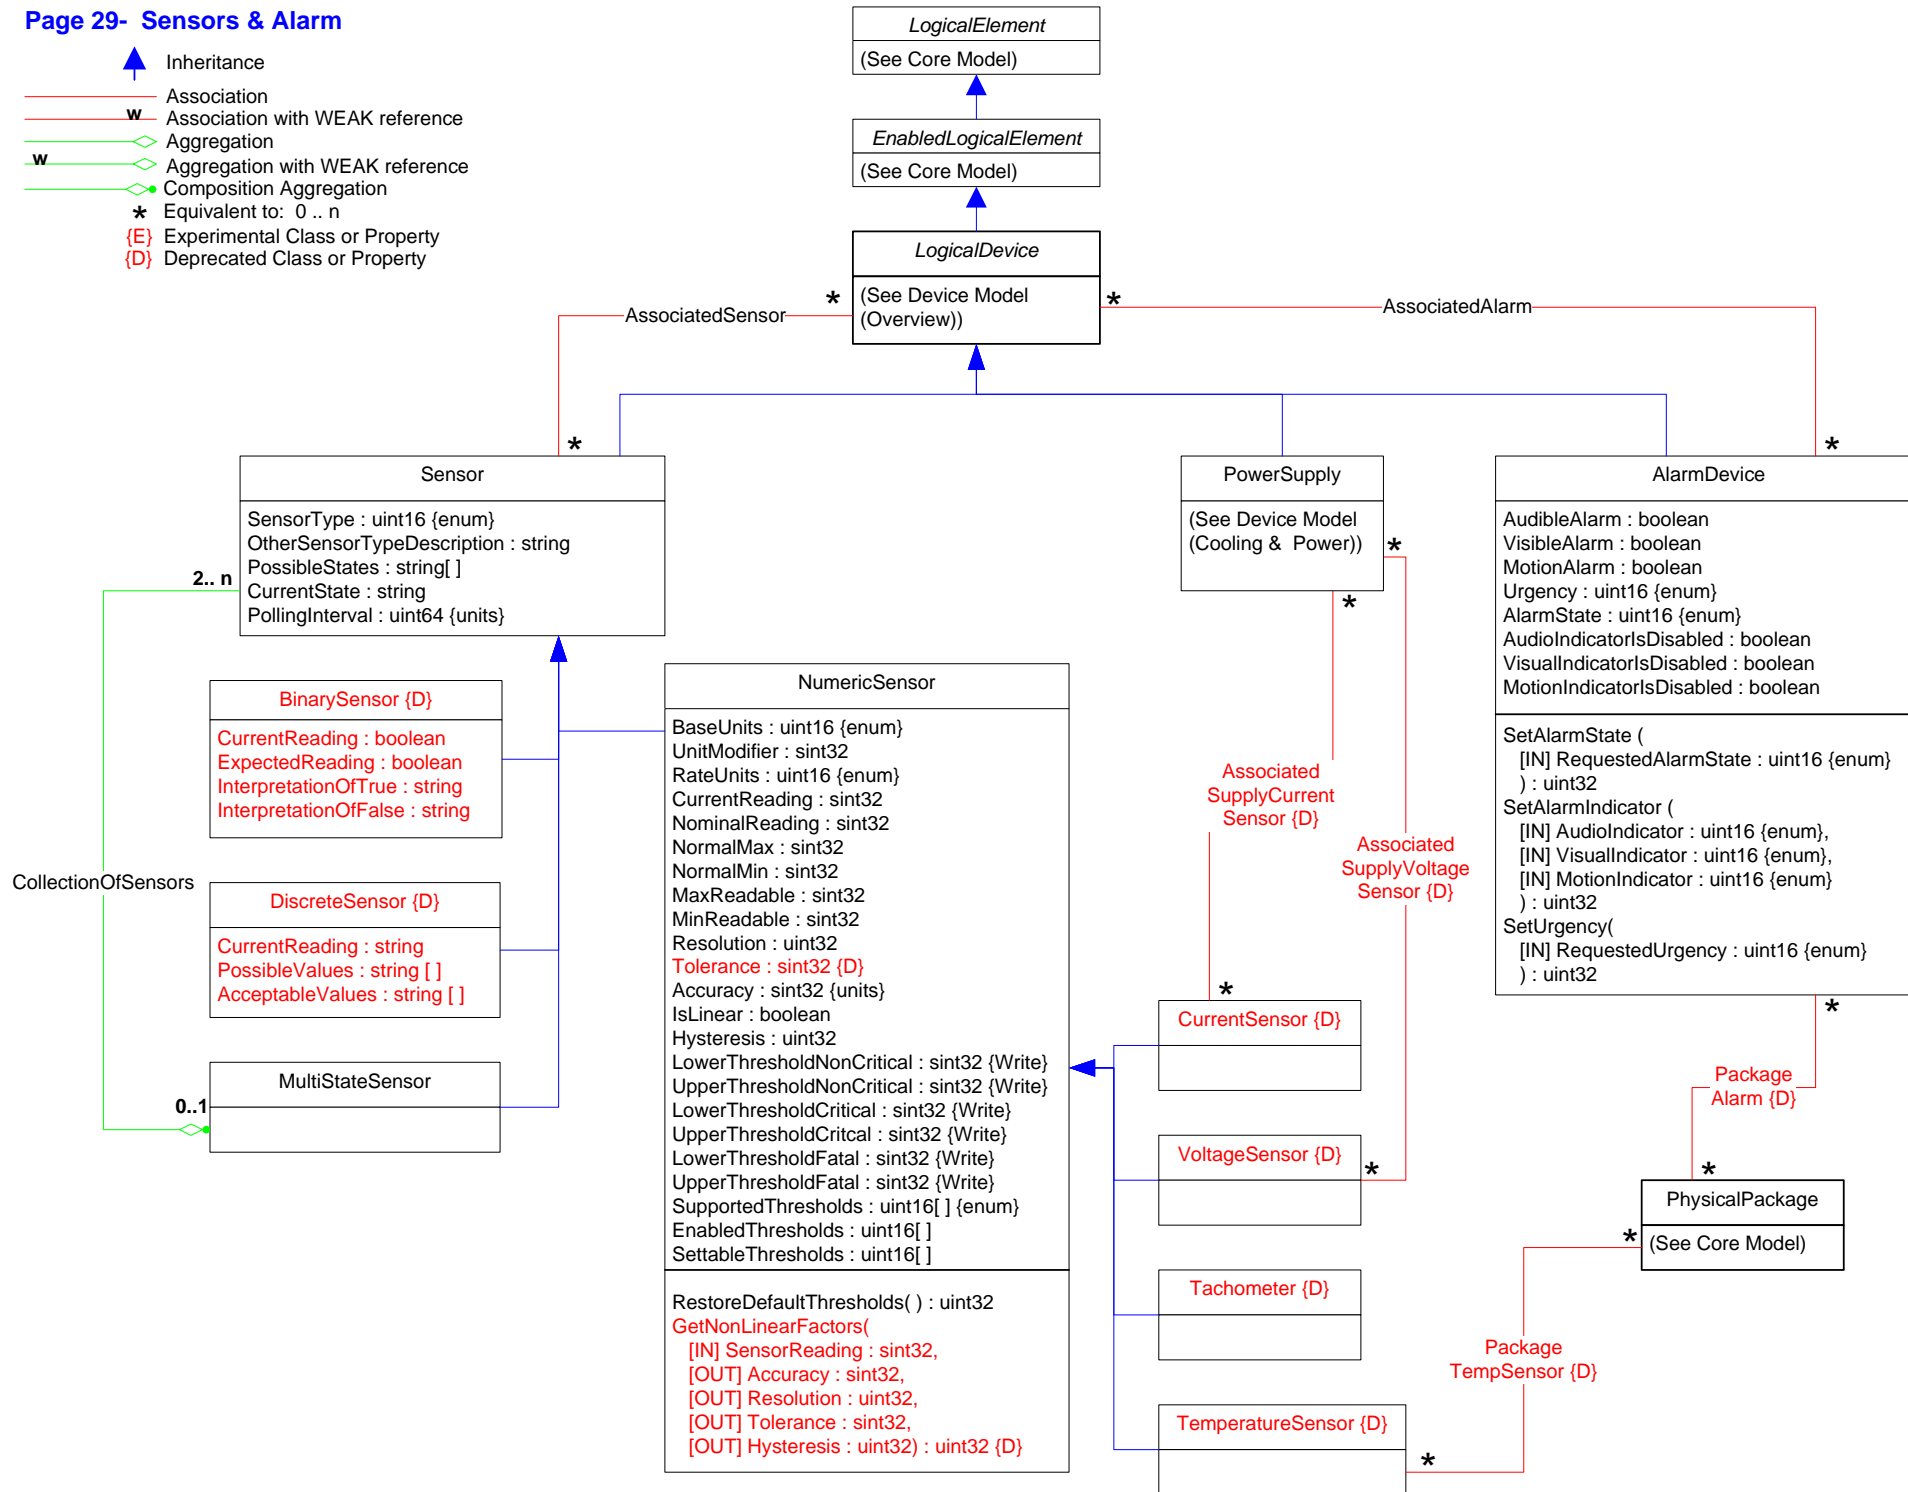 Page 29- Sensors & Alarm
Inheritance
Association
w
Association with WEAK reference
Aggregation
w
Aggregation with WEAK reference
Composition Aggregation
* Equivalent to: 0 .. n
{E} Experimental Class or Property
{D} Deprecated Class or Property
LogicalElement
(See Core Model)
EnabledLogicalElement
(See Core Model)
LogicalDevice
(See Device Model
(Overview))
*
*
AssociatedSensor
AssociatedAlarm
*
*
Sensor
SensorType : uint16 {enum}
OtherSensorTypeDescription : string
PossibleStates : string[ ]
CurrentState : string
PollingInterval : uint64 {units}
2.. n
CollectionOfSensors
0..1
BinarySensor {D}
CurrentReading : boolean
ExpectedReading : boolean
InterpretationOfTrue : string
InterpretationOfFalse : string
DiscreteSensor {D}
CurrentReading : string
PossibleValues : string [ ]
AcceptableValues : string [ ]
MultiStateSensor
NumericSensor
BaseUnits : uint16 {enum}
UnitModifier : sint32
RateUnits : uint16 {enum}
CurrentReading : sint32
NominalReading : sint32
NormalMax : sint32
NormalMin : sint32
MaxReadable : sint32
MinReadable : sint32
Resolution : uint32
Tolerance : sint32 {D}
Accuracy : sint32 {units}
IsLinear : boolean
Hysteresis : uint32
LowerThresholdNonCritical : sint32 {Write}
UpperThresholdNonCritical : sint32 {Write}
LowerThresholdCritical : sint32 {Write}
UpperThresholdCritcal : sint32 {Write}
LowerThresholdFatal : sint32 {Write}
UpperThresholdFatal : sint32 {Write}
SupportedThresholds : uint16[ ] {enum}
EnabledThresholds : uint16[ ]
SettableThresholds : uint16[ ]
RestoreDefaultThresholds( ) : uint32
GetNonLinearFactors(
[IN] SensorReading : sint32,
[OUT] Accuracy : sint32,
[OUT] Resolution : uint32,
[OUT] Tolerance : sint32,
[OUT] Hysteresis : uint32) : uint32 {D}
PowerSupply
(See Device Model
(Cooling & Power))
*
*
Associated
SupplyCurrent
Sensor {D}
Associated
SupplyVoltage
Sensor {D}
*
CurrentSensor {D}
VoltageSensor {D}
*
Tachometer {D}
TemperatureSensor {D}
*
AlarmDevice
AudibleAlarm : boolean
VisibleAlarm : boolean
MotionAlarm : boolean
Urgency : uint16 {enum}
AlarmState : uint16 {enum}
AudioIndicatorIsDisabled : boolean
VisualIndicatorIsDisabled : boolean
MotionIndicatorIsDisabled : boolean
SetAlarmState (
[IN] RequestedAlarmState : uint16 {enum}
) : uint32
SetAlarmIndicator (
[IN] AudioIndicator : uint16 {enum},
[IN] VisualIndicator : uint16 {enum},
[IN] MotionIndicator : uint16 {enum}
) : uint32
SetUrgency(
[IN] RequestedUrgency : uint16 {enum}
) : uint32
*
Package
Alarm {D}
*
PhysicalPackage
(See Core Model)
*
Package
TempSensor {D}